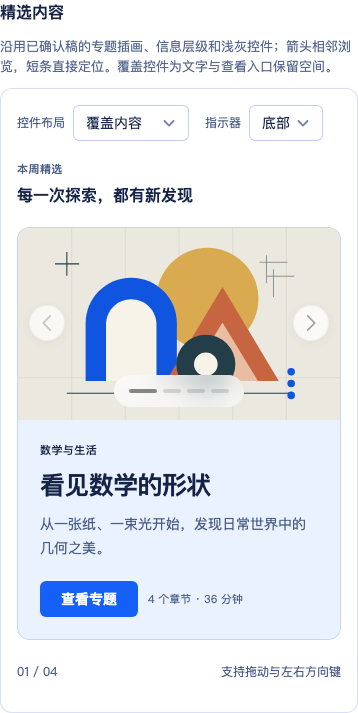 精选内容
沿用已确认稿的专题插画、信息层级和浅灰控件；箭头相邻浏
览，短条直接定位。覆盖控件为文字与查看入口保留空间。
控件布局 覆盖内容 指示器 底部
本周精选
每一次探索，都有新发现
数学与生活
看见数学的形状
从一张纸、一束光开始，发现日常世界中的
几何之美。
查看专题 4 个章节 · 36 分钟
01 / 04 支持拖动与左右方向键